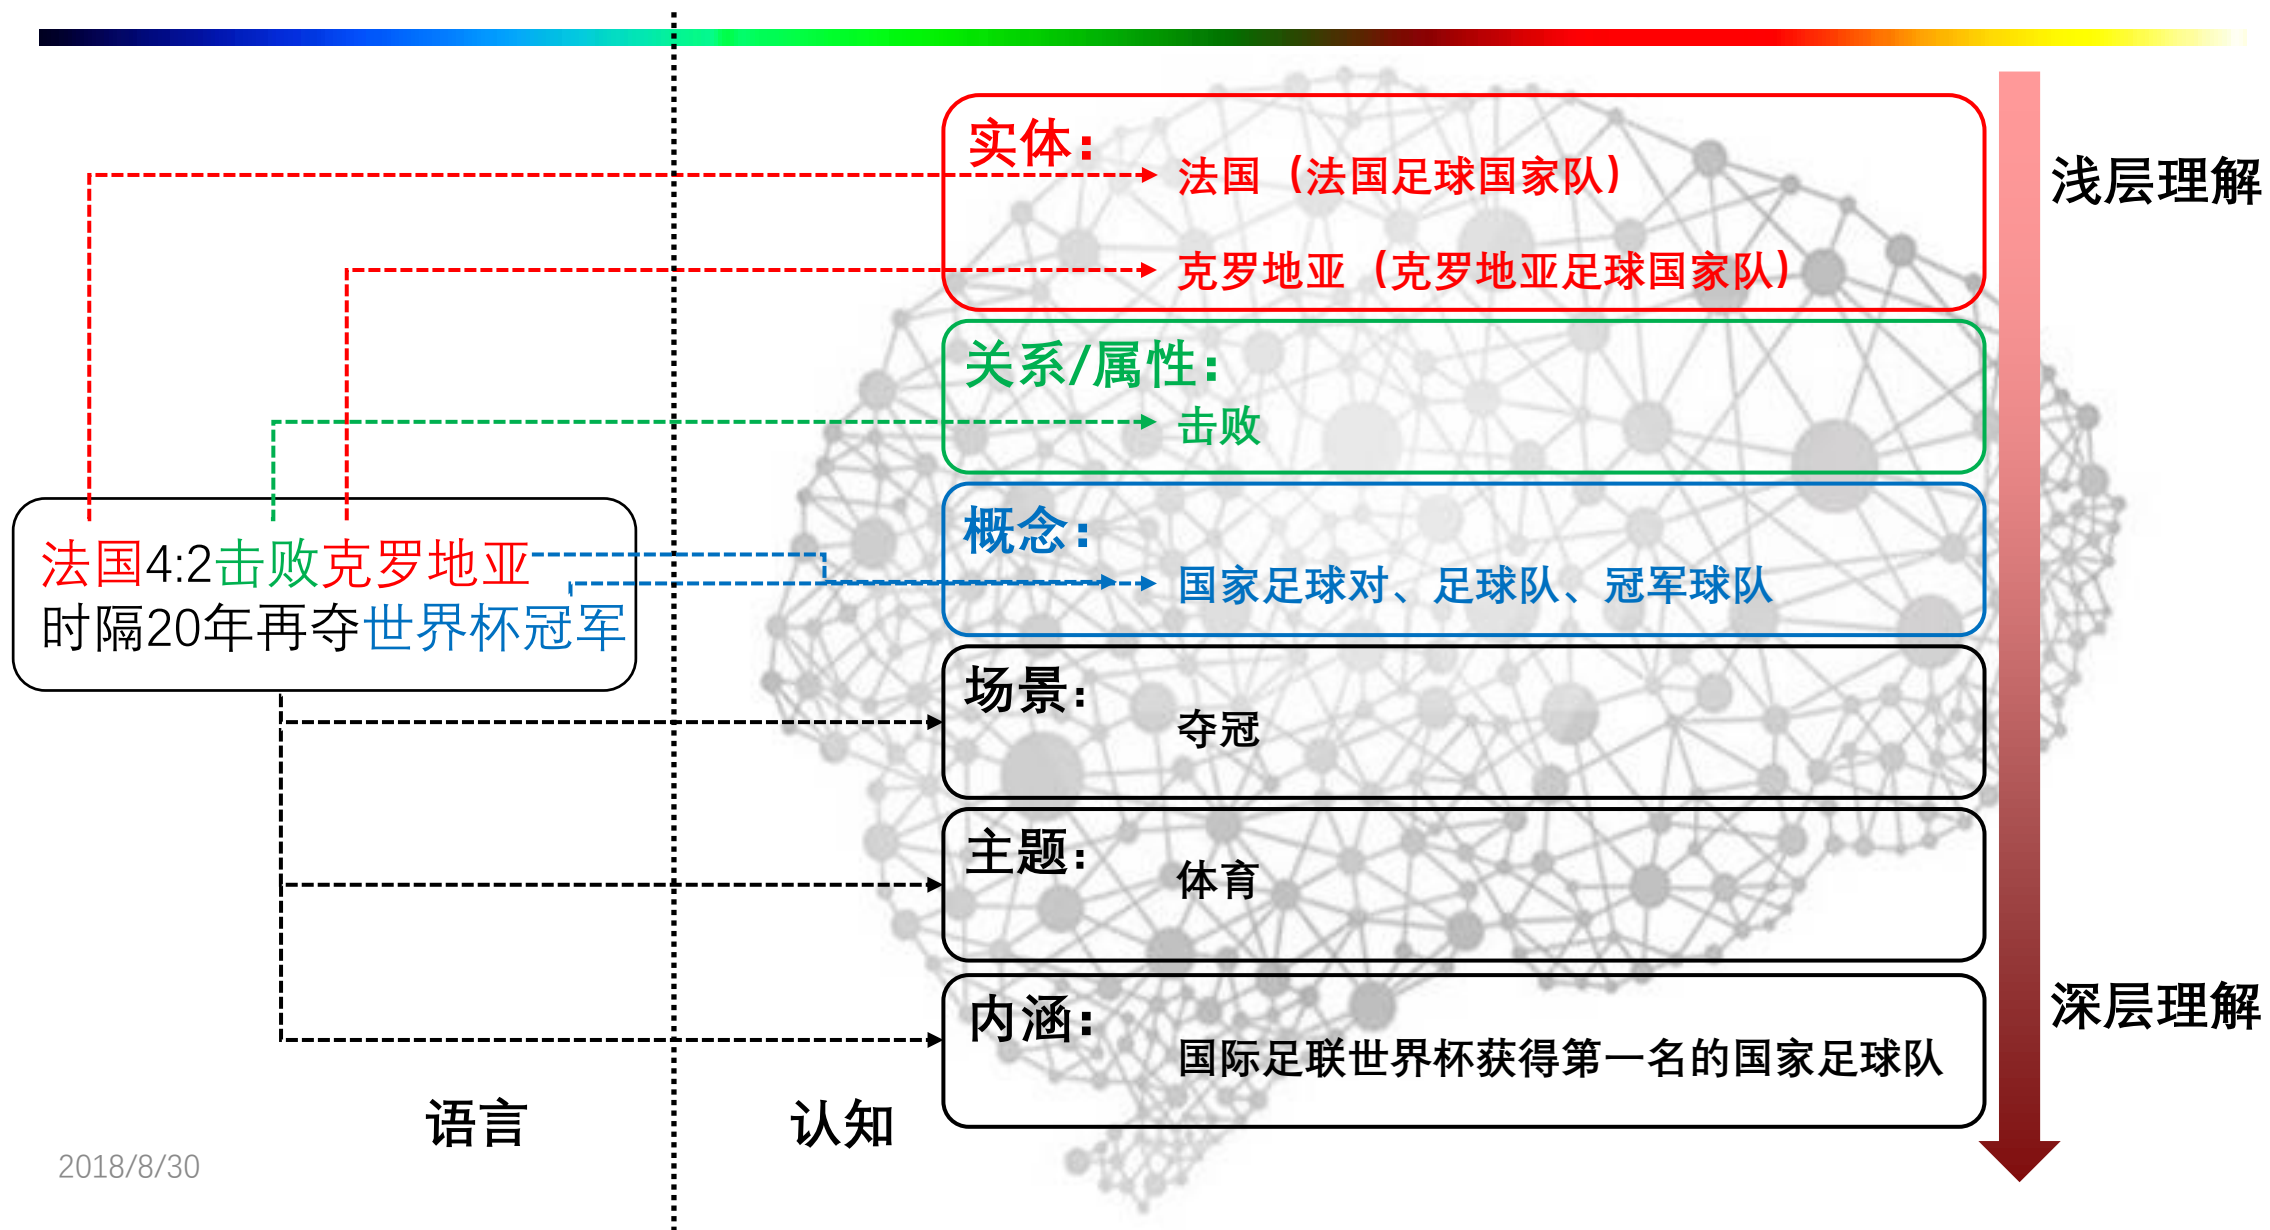 实体：
法国（法国足球国家队）
克罗地亚（克罗地亚足球国家队）
浅层理解
关系/属性：
击败
法国4:2击败克罗地亚
时隔20年再夺世界杯冠军
概念：
国家足球对、足球队、冠军球队
场景：
夺冠
主题：
体育
内涵：
国际足联世界杯获得第一名的国家足球队
深层理解
语言
认知
2018/8/30